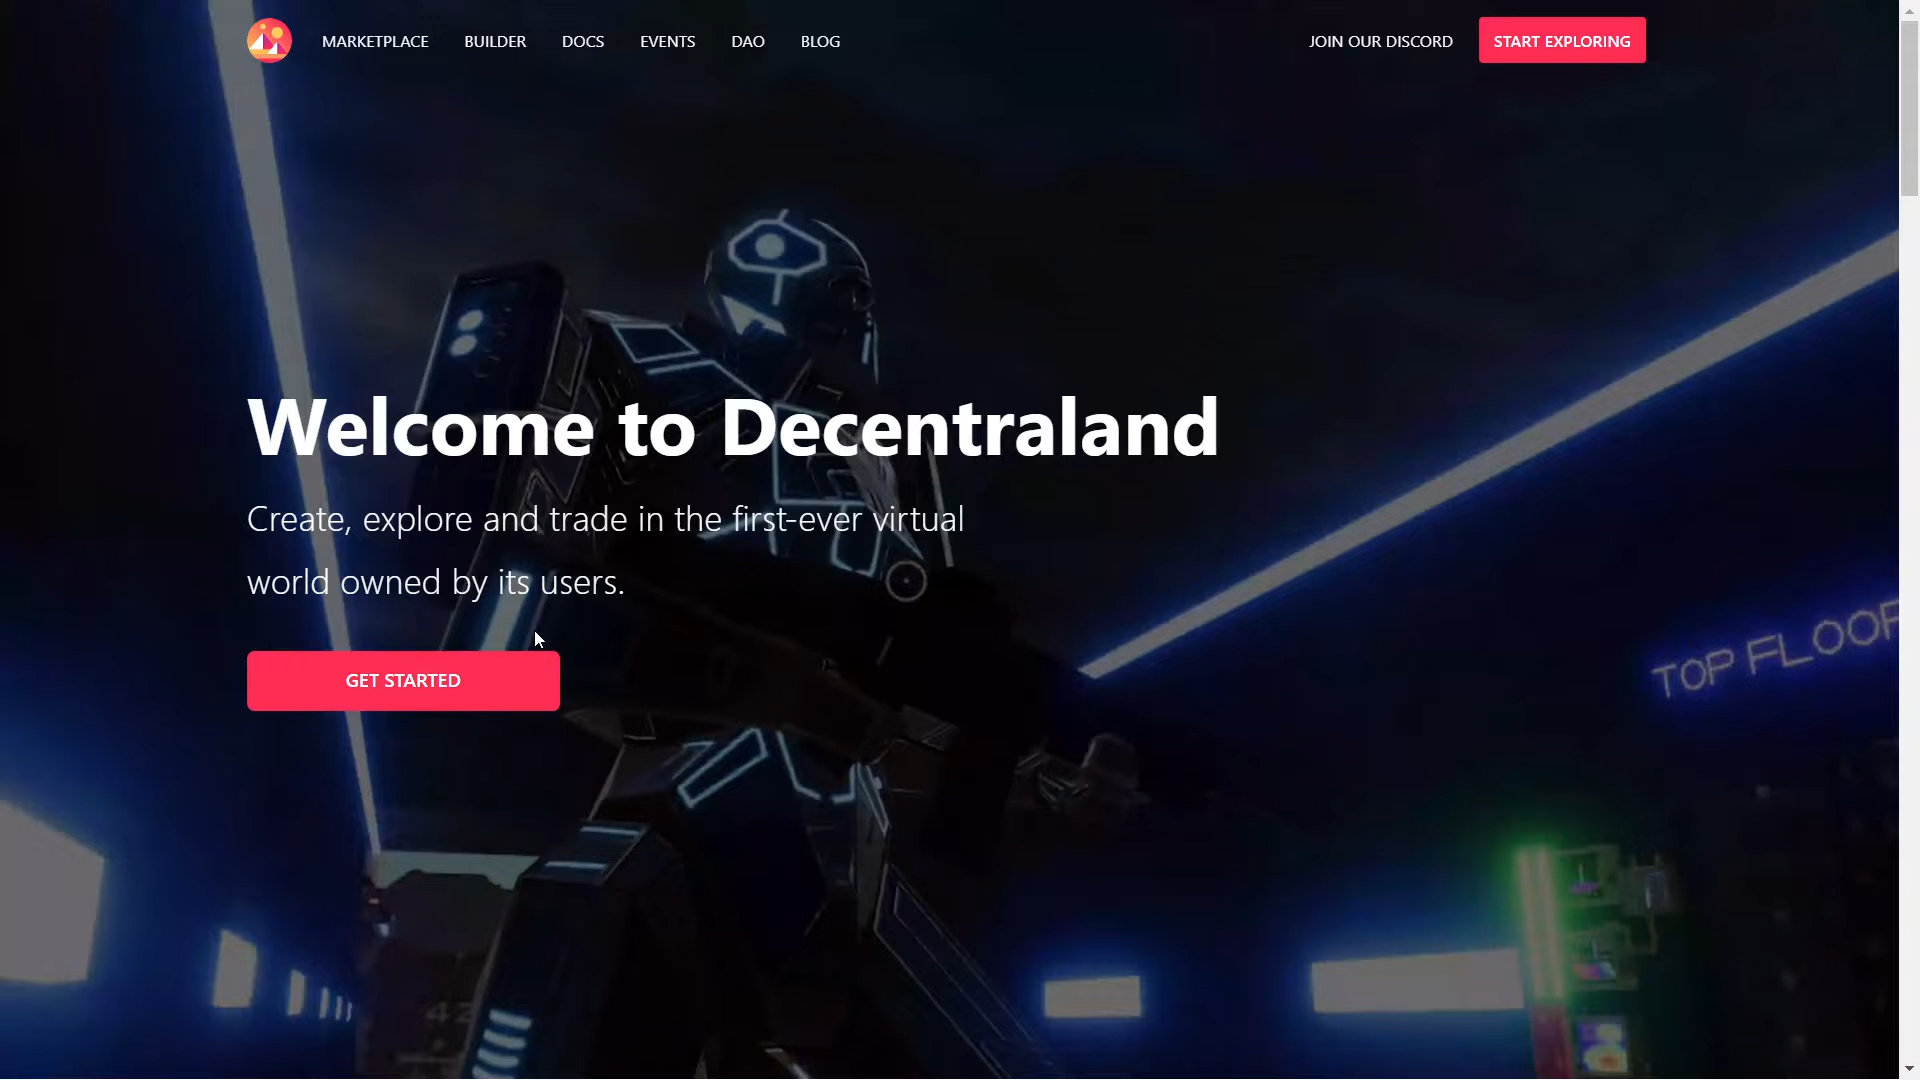 MARKETPLACE BUILDER DOCS EVENTS DAO BLOG JOIN OUR DISCORD START EXPLORING
Welcome to Decentraland
Create, explore and trade in the first-ever virtual
world owned by its users.
TOP FLOOR
GET STARTED
42